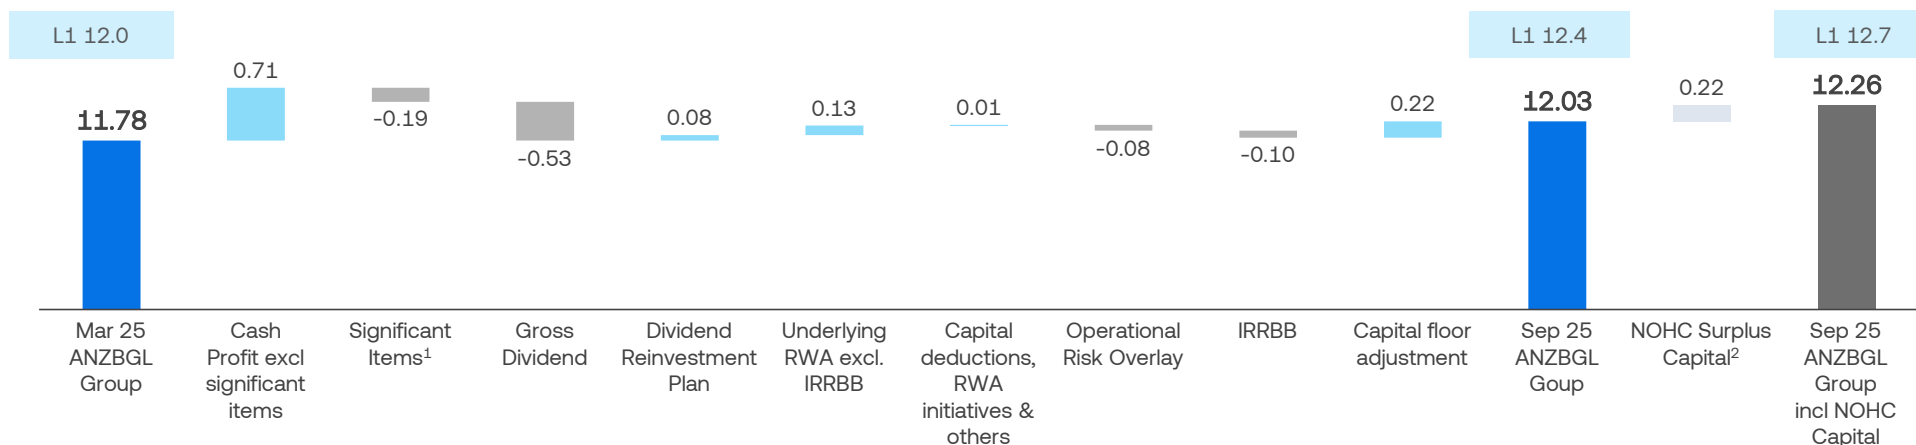 L1 12.0
L1 12.4
L1 12.7
11.78
0.71
-0.19
-0.53
0.08
0.13
0.01
-0.08
-0.10
0.22
12.03
0.22
12.26
Mar 25
ANZBGL
Group
Cash
Profit excl
significant
items
Significant
Items¹
Gross
Dividend
Dividend
Reinvestment
Plan
Underlying
RWA excl.
IRRBB
Capital
deductions,
RWA
initiatives &
others
Operational
Risk Overlay
IRRBB
Capital floor
adjustment
Sep 25
ANZBGL
Goup
NOHC Surplus
Capital²
Sep 25
ANZBGL
Group
incl NOHC
Capital